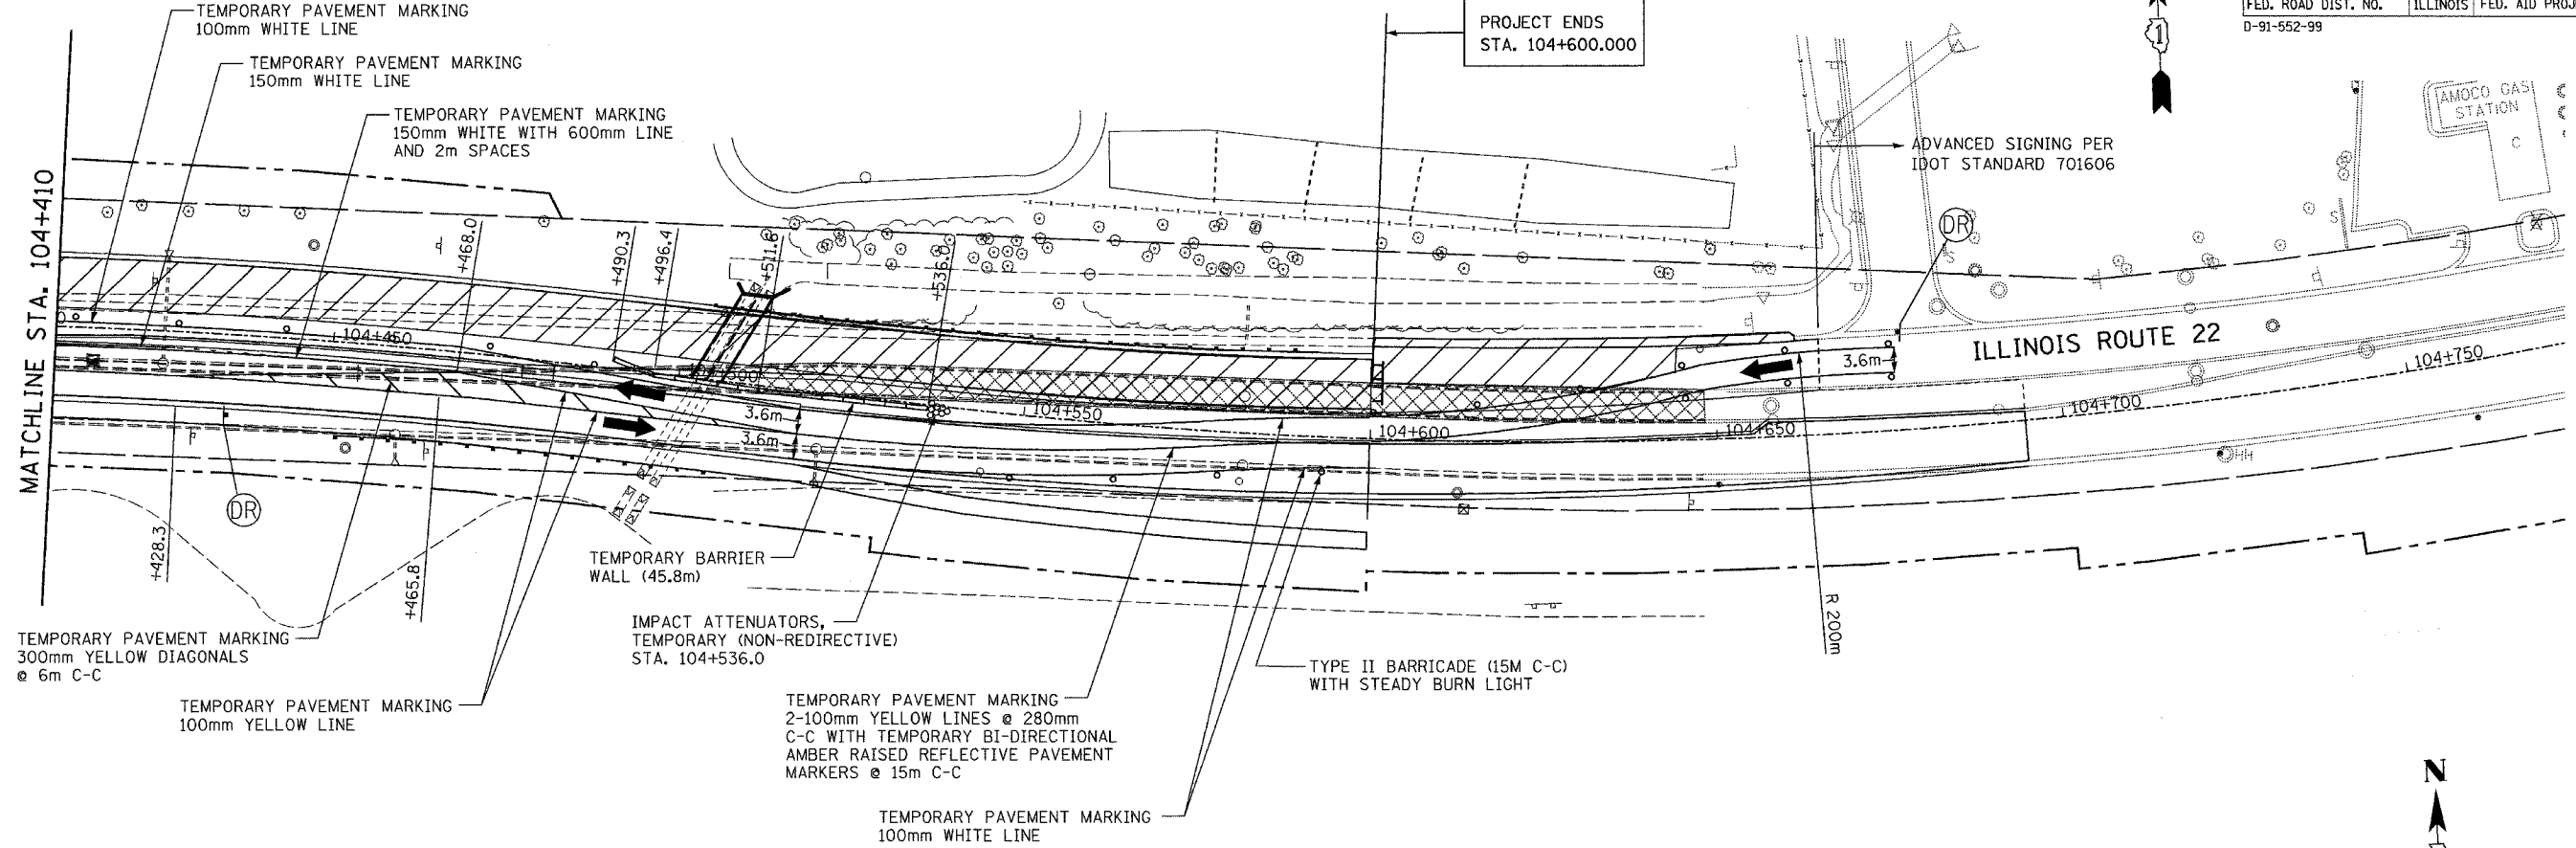 TEMPORARY PAVEMENT MARKING
100mm WHITE LINE
TEMPORARY PAVEMENT MARKING
150mm WHITE LINE
TEMPORARY PAVEMENT MARKING
150mm WHITE WITH 600mm LINE
AND 2m SPACES
PROJECT ENDS
STA. 104+600.000
FED. ROAD DIST. NO.
ILLINOIS
FED. AID
D-91-552-99
1
AMOCO GAS
STATION
C
ADVANCED SIGNING PER
IDOT STANDARD 701606
DR
S
S
MATCHLINE STA. 104+410
+468.0
+490.3
+496.4
+511.6
+536.0
104+450
104+550
104+600
104+650
104+700
104+750
ILLINOIS ROUTE 22
3.6m
3.6m
3.6m
HH
DR
+428.3
+465.8
R 200m
TEMPORARY BARRIER
WALL (45.8m)
IMPACT ATTENUATORS,
TEMPORARY (NON-REDIRECTIVE)
STA. 104+536.0
TEMPORARY PAVEMENT MARKING
300mm YELLOW DIAGONALS
@ 6m C-C
TEMPORARY PAVEMENT MARKING
100mm YELLOW LINE
TYPE II BARRICADE (15M C-C)
WITH STEADY BURN LIGHT
TEMPORARY PAVEMENT MARKING
2-100mm YELLOW LINES @ 280mm
C-C WITH TEMPORARY BI-DIRECTIONAL
AMBER RAISED REFLECTIVE PAVEMENT
MARKERS @ 15m C-C
TEMPORARY PAVEMENT MARKING
100mm WHITE LINE
N